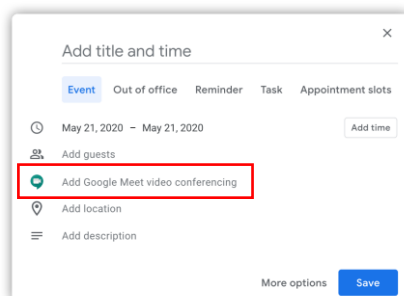 Add title and time
Event Out of office Reminder Task Appointment slots
May 21, 2020 – May 21, 2020 Add time
Add guests
Add Google Meet video conferencing
Add location
Add description
More options Save